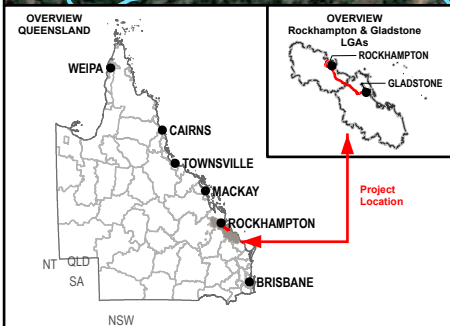 OVERVIEW
QUEENSLAND
WEIPA
CAIRNS
TOWNSVILLE
MACKAY
ROCKHAMPTON
BRISBANE
NT
QLD
SA
NSW
OVERVIEW
Rockhampton & Gladstone
LGAs
ROCKHAMPTON
GLADSTONE
Project
Location